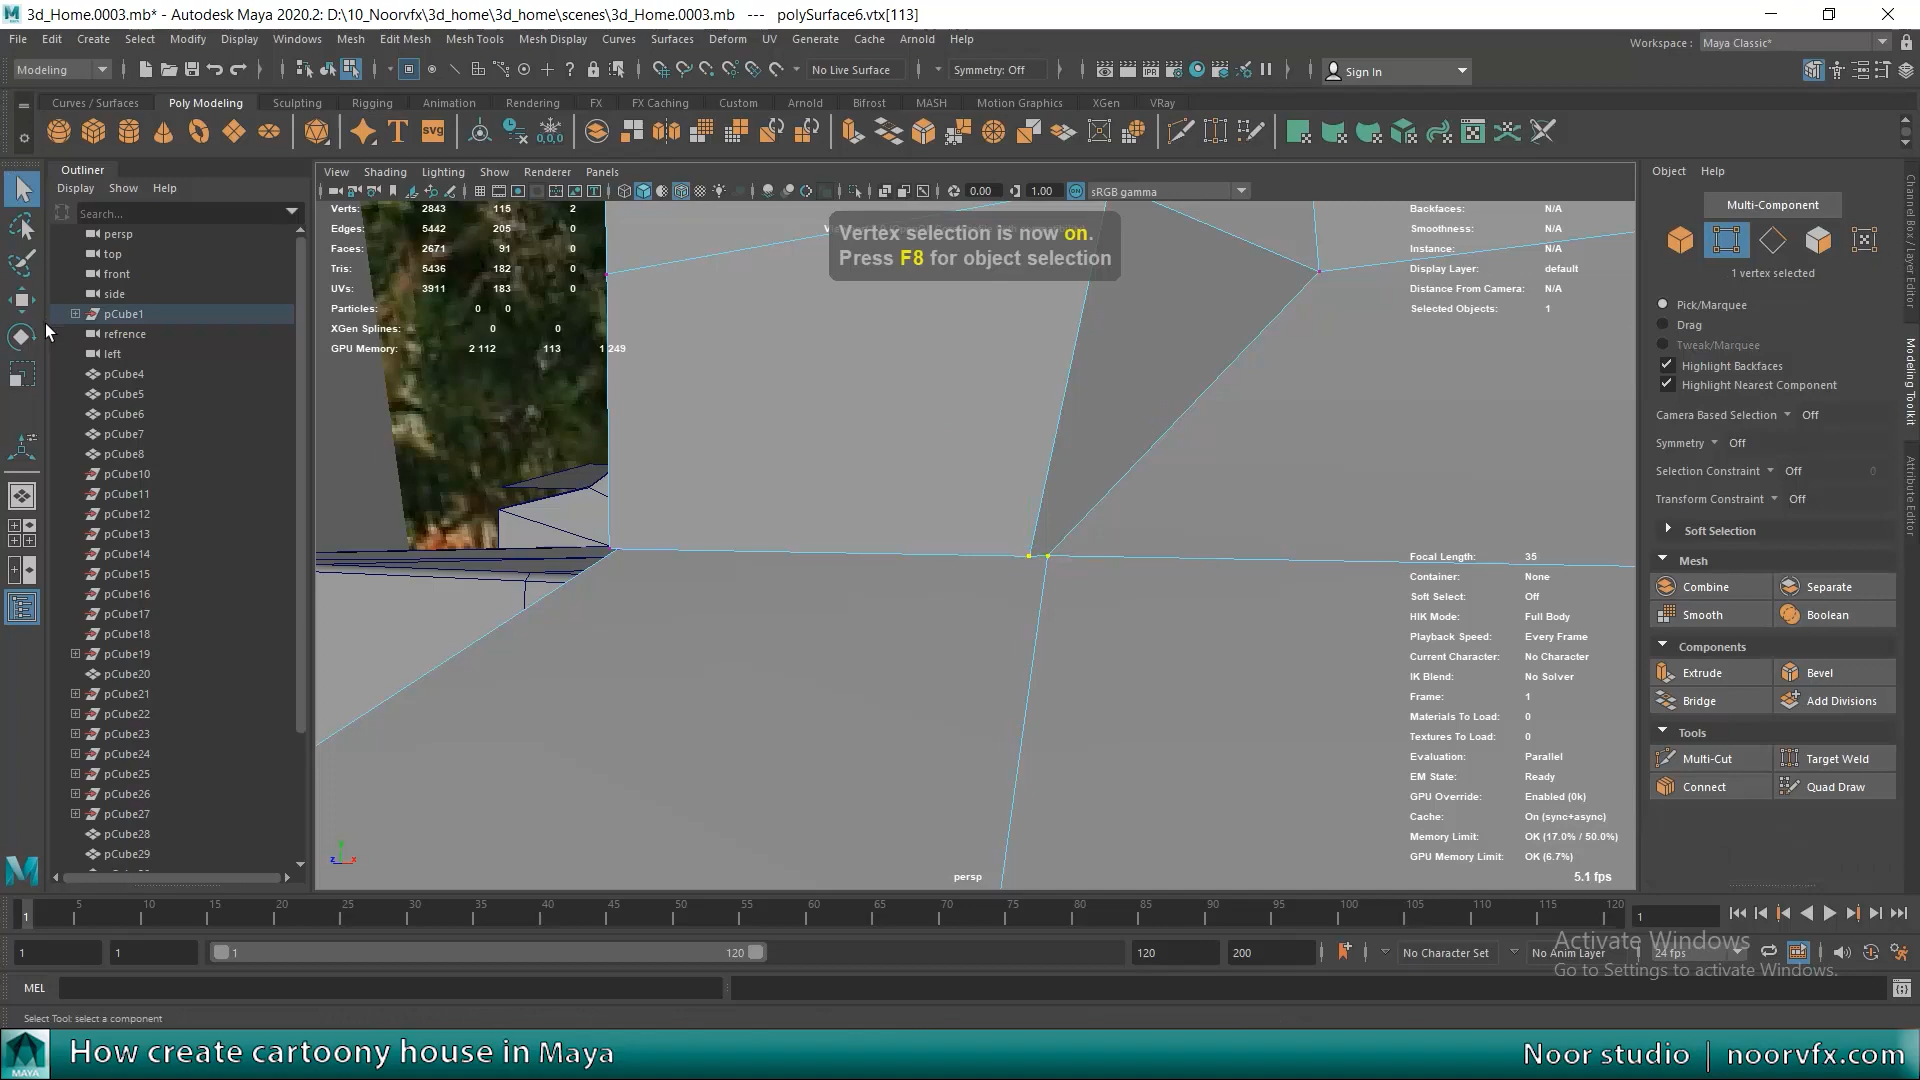 3d_Home.0003.mb* - Autodesk Maya 2020.2: D:\10_Noorvfx\3d_home\3d_home\scenes\3d_Home.0003.mb --- polySurface6.vtx[113]
File Edit Create Select Modify Display Windows Mesh Edit Mesh Mesh Tools Mesh Display Curves Surfaces Deform UV Generate Cache Arnold Help
Workspace : Maya Classic*
Modeling No Live Surface Symmetry: Off Sign In
Curves / Surfaces Poly Modeling Sculpting Rigging Animation Rendering FX FX Caching Custom Arnold Bifrost MASH Motion Graphics XGen VRay
IPR
T SVG 0,0,0
Outliner
Display Show Help
Search...
persp
top
front
side
pCube1
refrence
left
pCube4
pCube5
pCube6
pCube7
pCube8
pCube10
pCube11
pCube12
pCube13
pCube14
pCube15
pCube16
pCube17
pCube18
pCube19
pCube20
pCube21
pCube22
pCube23
pCube24
pCube25
pCube26
pCube27
pCube28
pCube29
View Shading Lighting Show Renderer Panels
0.00 1.00 sRGB gamma
Verts: 2843 115 2
Edges: 5442 205 0
Faces: 2671 91 0
Tris: 5436 182 0
UVs: 3911 183 0
Particles: 0 0
XGen Splines: 0 0
GPU Memory: 2 112 113 1 249
Vertex selection is now on.
Press F8 for object selection
Backfaces: N/A
Smoothness: N/A
Instance: N/A
Display Layer: default
Distance From Camera: N/A
Selected Objects: 1
Focal Length: 35
Container: None
Soft Select: Off
HIK Mode: Full Body
Playback Speed: Every Frame
Current Character: No Character
IK Blend: No Solver
Frame: 1
Materials To Load: 0
Textures To Load: 0
Evaluation: Parallel
EM State: Ready
GPU Override: Enabled (0k)
Cache: On (sync+async)
Memory Limit: OK (17.0% / 50.0%)
GPU Memory Limit: OK (6.7%)
5.1 fps
persp
y
z x
Object Help
Multi-Component
1 vertex selected
Pick/Marquee
Drag
Tweak/Marquee
Highlight Backfaces
Highlight Nearest Component
Camera Based Selection Off
Symmetry Off
Selection Constraint Off 0
Transform Constraint Off
Soft Selection
Mesh
Combine Separate
Smooth Boolean
Components
Extrude Bevel
Bridge Add Divisions
Tools
Multi-Cut Target Weld
Connect Quad Draw
Channel Box / Layer Editor
Modeling Toolkit
Attribute Editor
1 5 10 15 20 25 30 35 40 45 50 55 60 65 70 75 80 85 90 95 100 105 110 115 120
1
1 1 1 120 120 200 No Character Set No Anim Layer 24 fps
Activate Windows
Go to Settings to activate Windows.
MEL
Select Tool: select a component
MAYA
How create cartoony house in Maya
Noor studio | noorvfx.com